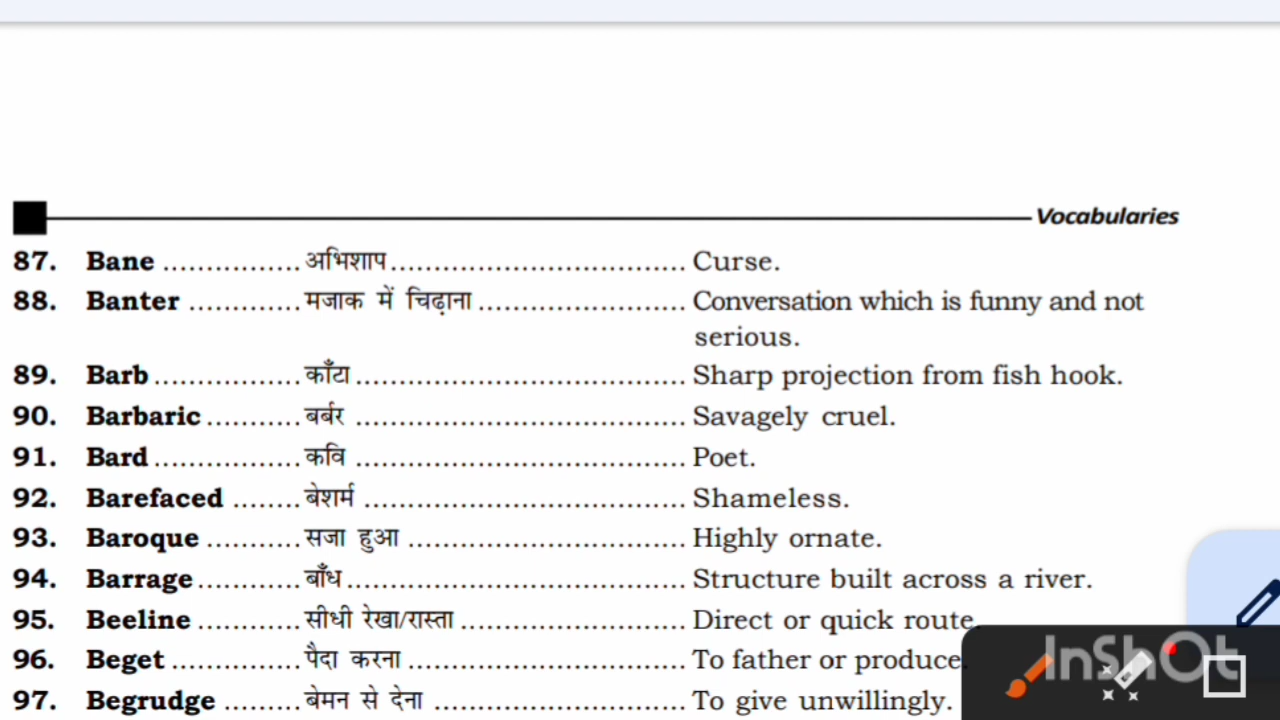 Vocabularies
87. Bane ............... अभिशाप.................................. Curse.
88. Banter ............. मजाक में चिढ़ाना ........................ Conversation which is funny and not
serious.
89. Barb ................. काँटा ...................................... Sharp projection from fish hook.
90. Barbaric ........... बर्बर ...................................... Savagely cruel.
91. Bard ................. कवि ...................................... Poet.
92. Barefaced ........ बेशर्म ..................................... Shameless.
93. Baroque ........... सजा हुआ ................................ Highly ornate.
94. Barrage ............ बाँध....................................... Structure built across a river.
95. Beeline ............ सीधी रेखा/रास्ता .......................... Direct or quick route.
96. Beget ............... पैदा करना ................................ To father or produce.
97. Begrudge ......... बेमन से देना ............................. To give unwillingly.
InShOt